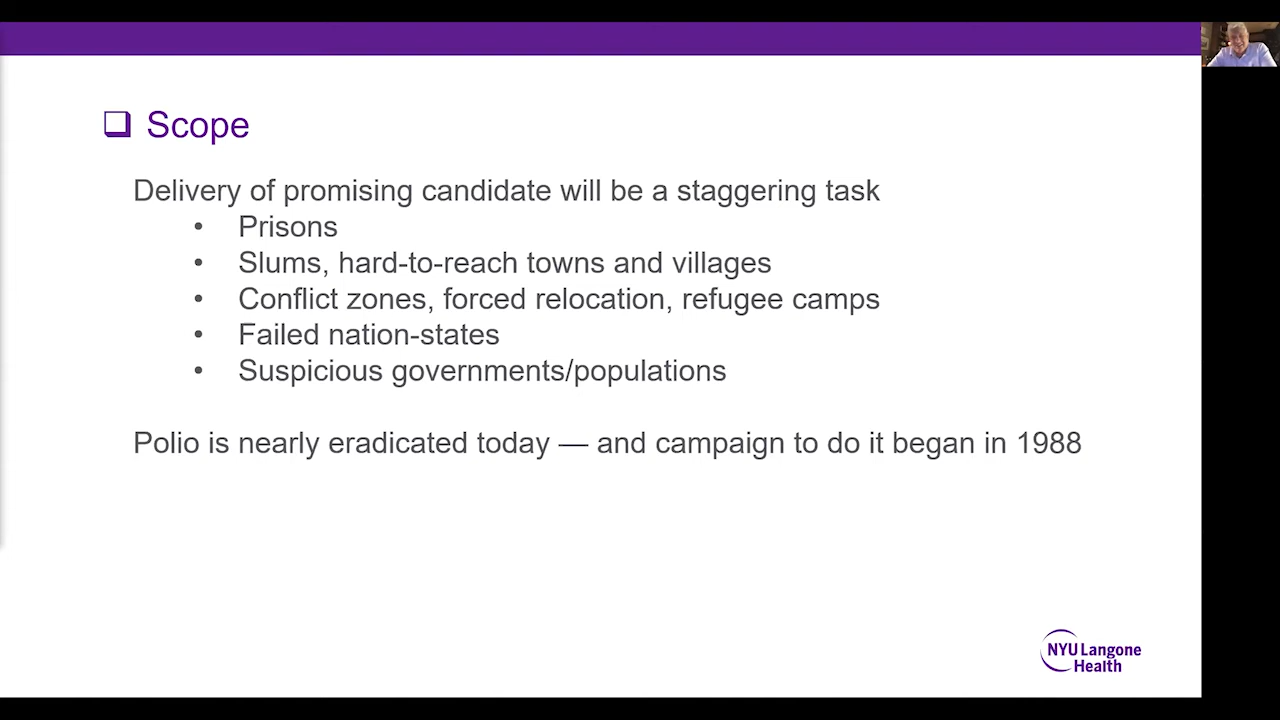 Scope
Delivery of promising candidate will be a staggering task
• Prisons
• Slums, hard-to-reach towns and villages
• Conflict zones, forced relocation, refugee camps
• Failed nation-states
• Suspicious governments/populations
Polio is nearly eradicated today — and campaign to do it began in 1988
NYU Langone
Health